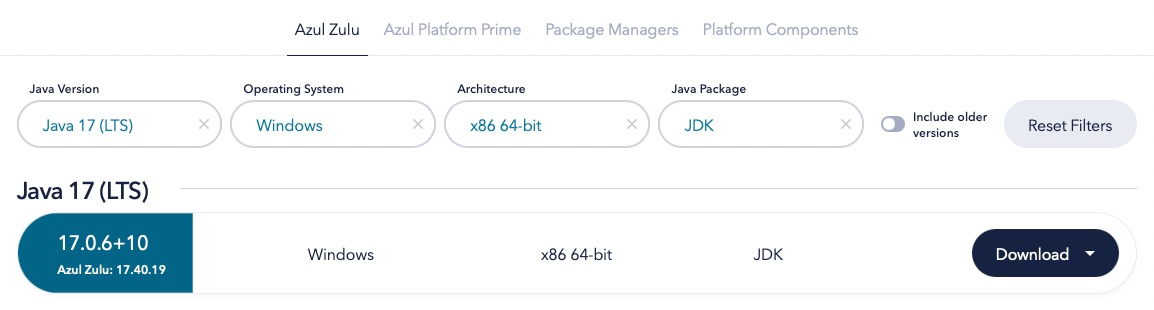 Azul Zulu Azul Platform Prime Package Managers Platform Components
Java Version Operating System Architecture Java Package
Java 17 (LTS) × Windows × x86 64-bit × JDK ×
Include older
versions
Reset Filters
Java 17 (LTS)
17.0.6+10
Azul Zulu: 17.40.19
Windows x86 64-bit JDK Download